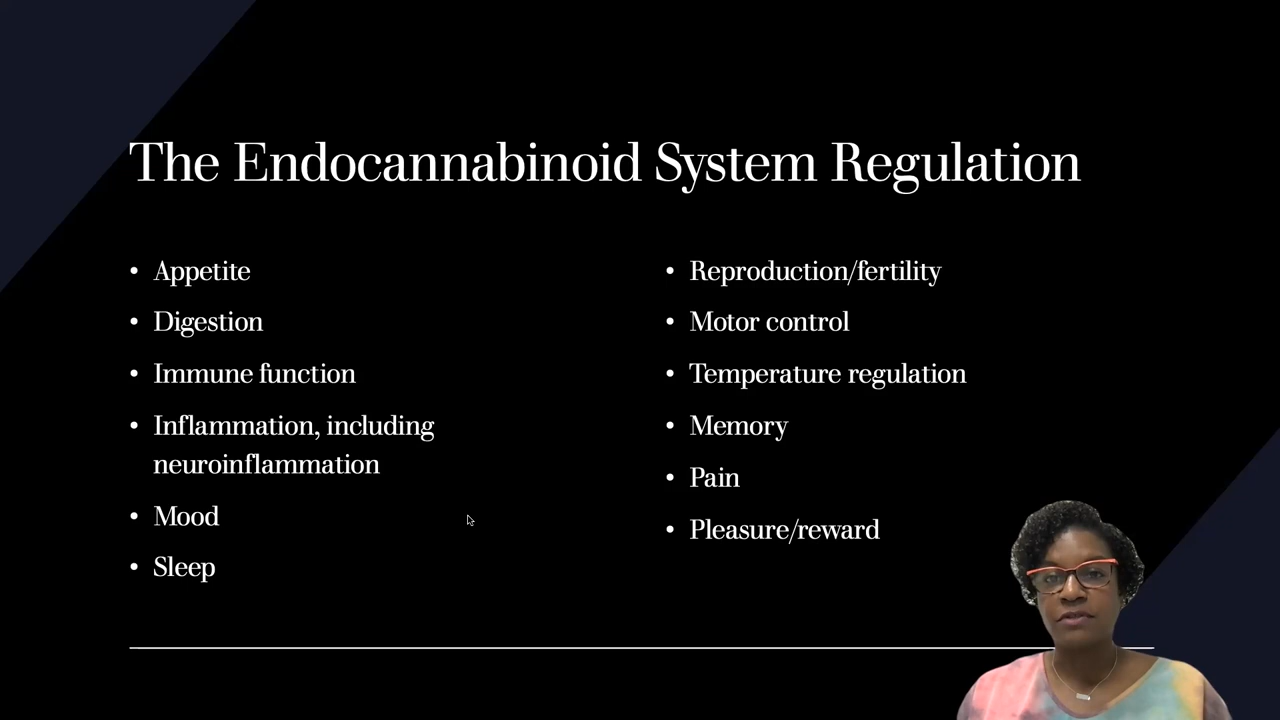 The Endocannabinoid System Regulation
• Appetite
• Digestion
• Immune function
• Inflammation, including
neuroinflammation
• Mood
• Sleep
• Reproduction/fertility
• Motor control
• Temperature regulation
• Memory
• Pain
• Pleasure/reward